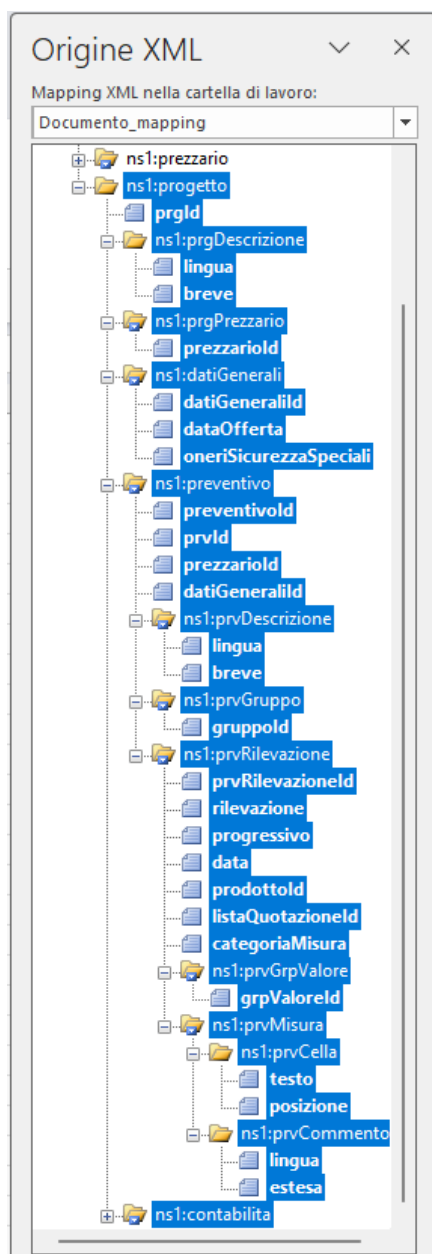 Origine XML
Mapping XML nella cartella di lavoro:
Documento_mapping
ns1:prezzario
ns1:progetto
prgId
ns1:prgDescrizione
lingua
breve
ns1:prgPrezzario
prezzarioId
ns1:datiGenerali
datiGeneraliId
dataOfferta
oneriSicurezzaSpeciali
ns1:preventivo
preventivoId
prvId
prezzarioId
datiGeneraliId
ns1:prvDescrizione
lingua
breve
ns1:prvGruppo
gruppoId
ns1:prvRilevazione
prvRilevazioneId
rilevazione
progressivo
data
prodottoId
listaQuotazioneId
categoriaMisura
ns1:prvGrpValore
grpValoreId
ns1:prvMisura
ns1:prvCella
testo
posizione
ns1:prvCommento
lingua
estesa
ns1:contabilita